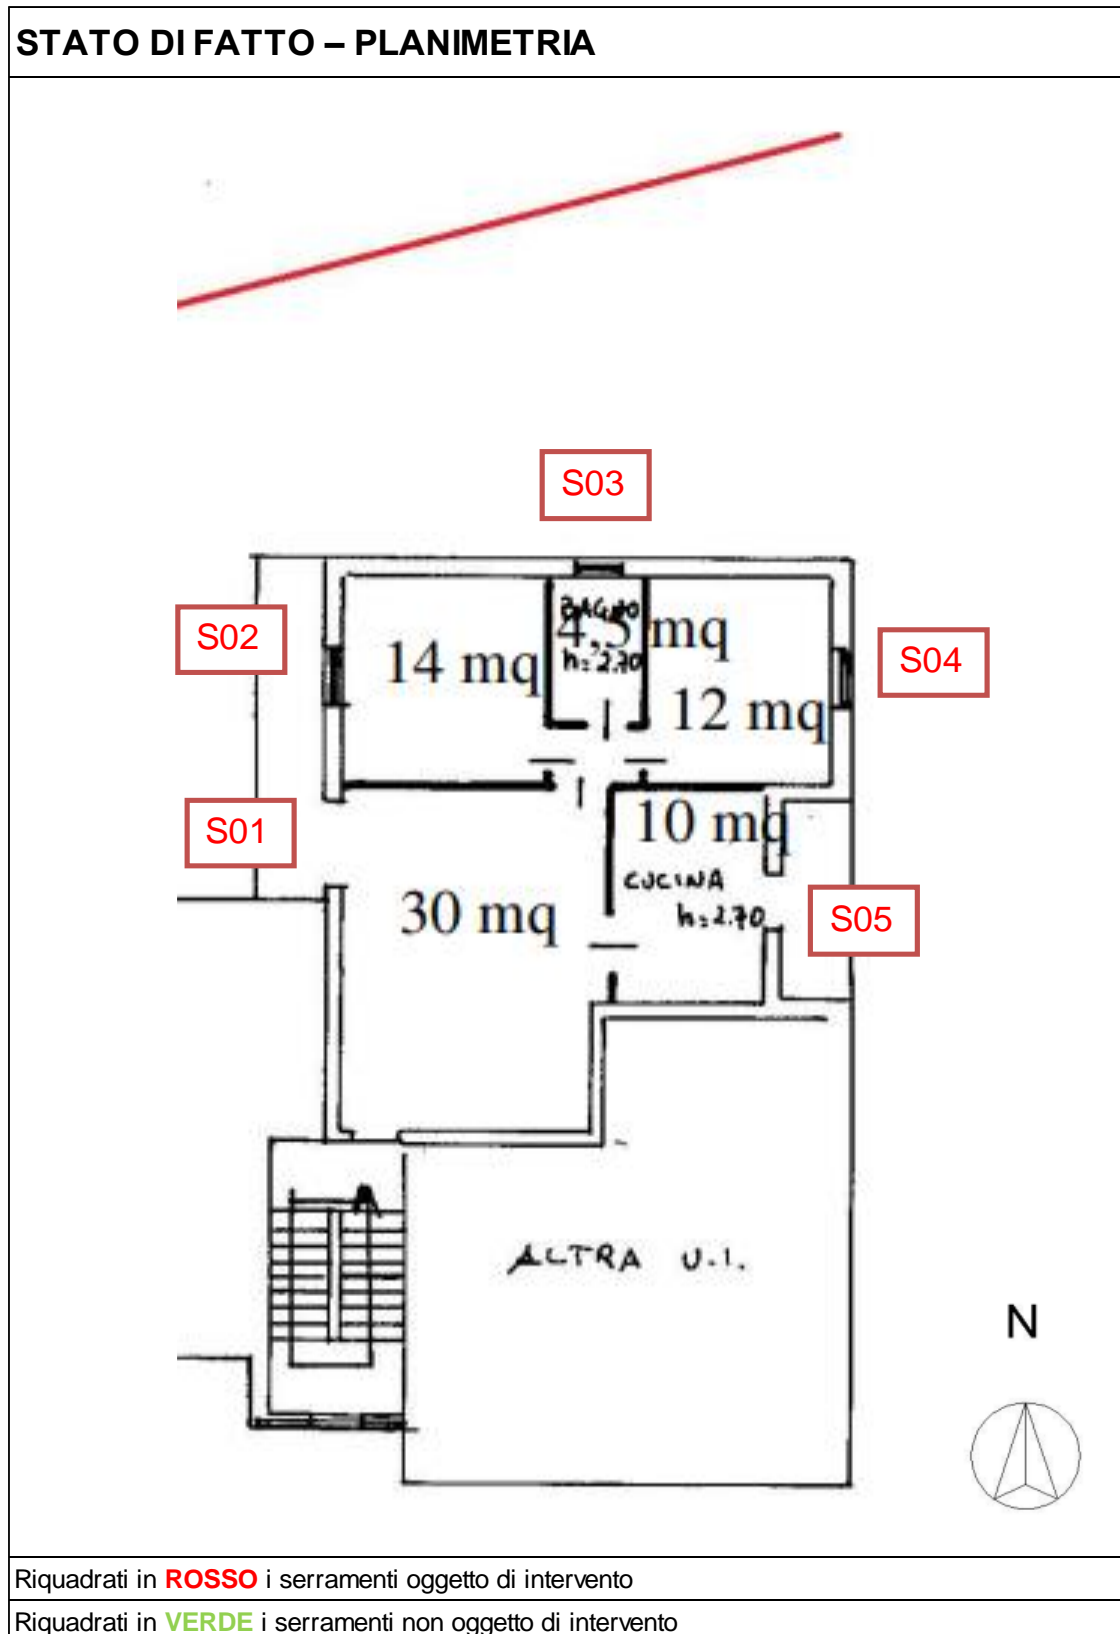 STATO DI FATTO – PLANIMETRIA
S03
BAGNO
4,5 mq
h=2.70
S02
14 mq
S04
12 mq
S01
10 mq
CUCINA
30 mq
h=2.70
S05
ALTRA U.I.
N
Riquadrati in ROSSO i serramenti oggetto di intervento
Riquadrati in VERDE i serramenti non oggetto di intervento